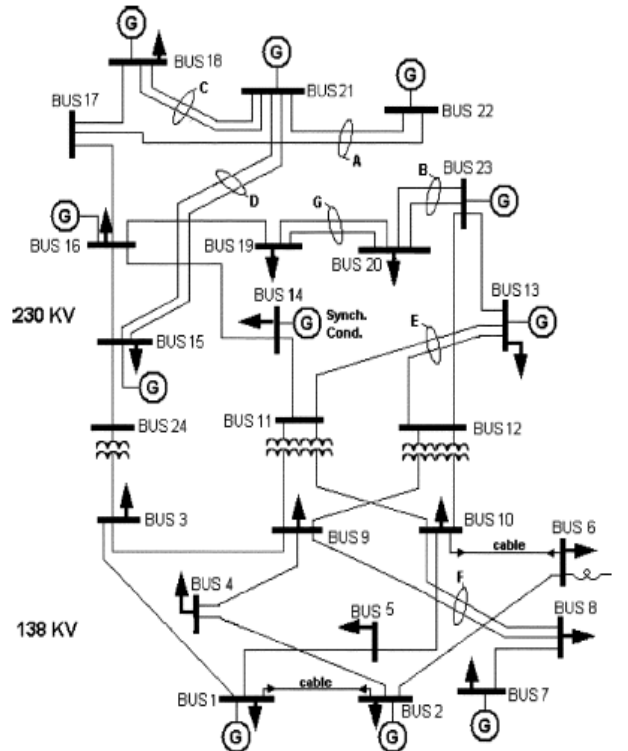 G
G
G
BUS 18
BUS 21
BUS 17
C
BUS 22
A
BUS 23
B
D
G
G
G
BUS 16
BUS 19
BUS 20
BUS 14
BUS 13
230 KV
G
Synch.
Cond.
E
G
BUS 15
G
BUS 24
BUS 11
BUS 12
BUS 3
BUS 9
BUS 10
BUS 6
cable
BUS 4
F
BUS 5
BUS 8
138 KV
cable
BUS 1
BUS 2
BUS 7
G
G
G